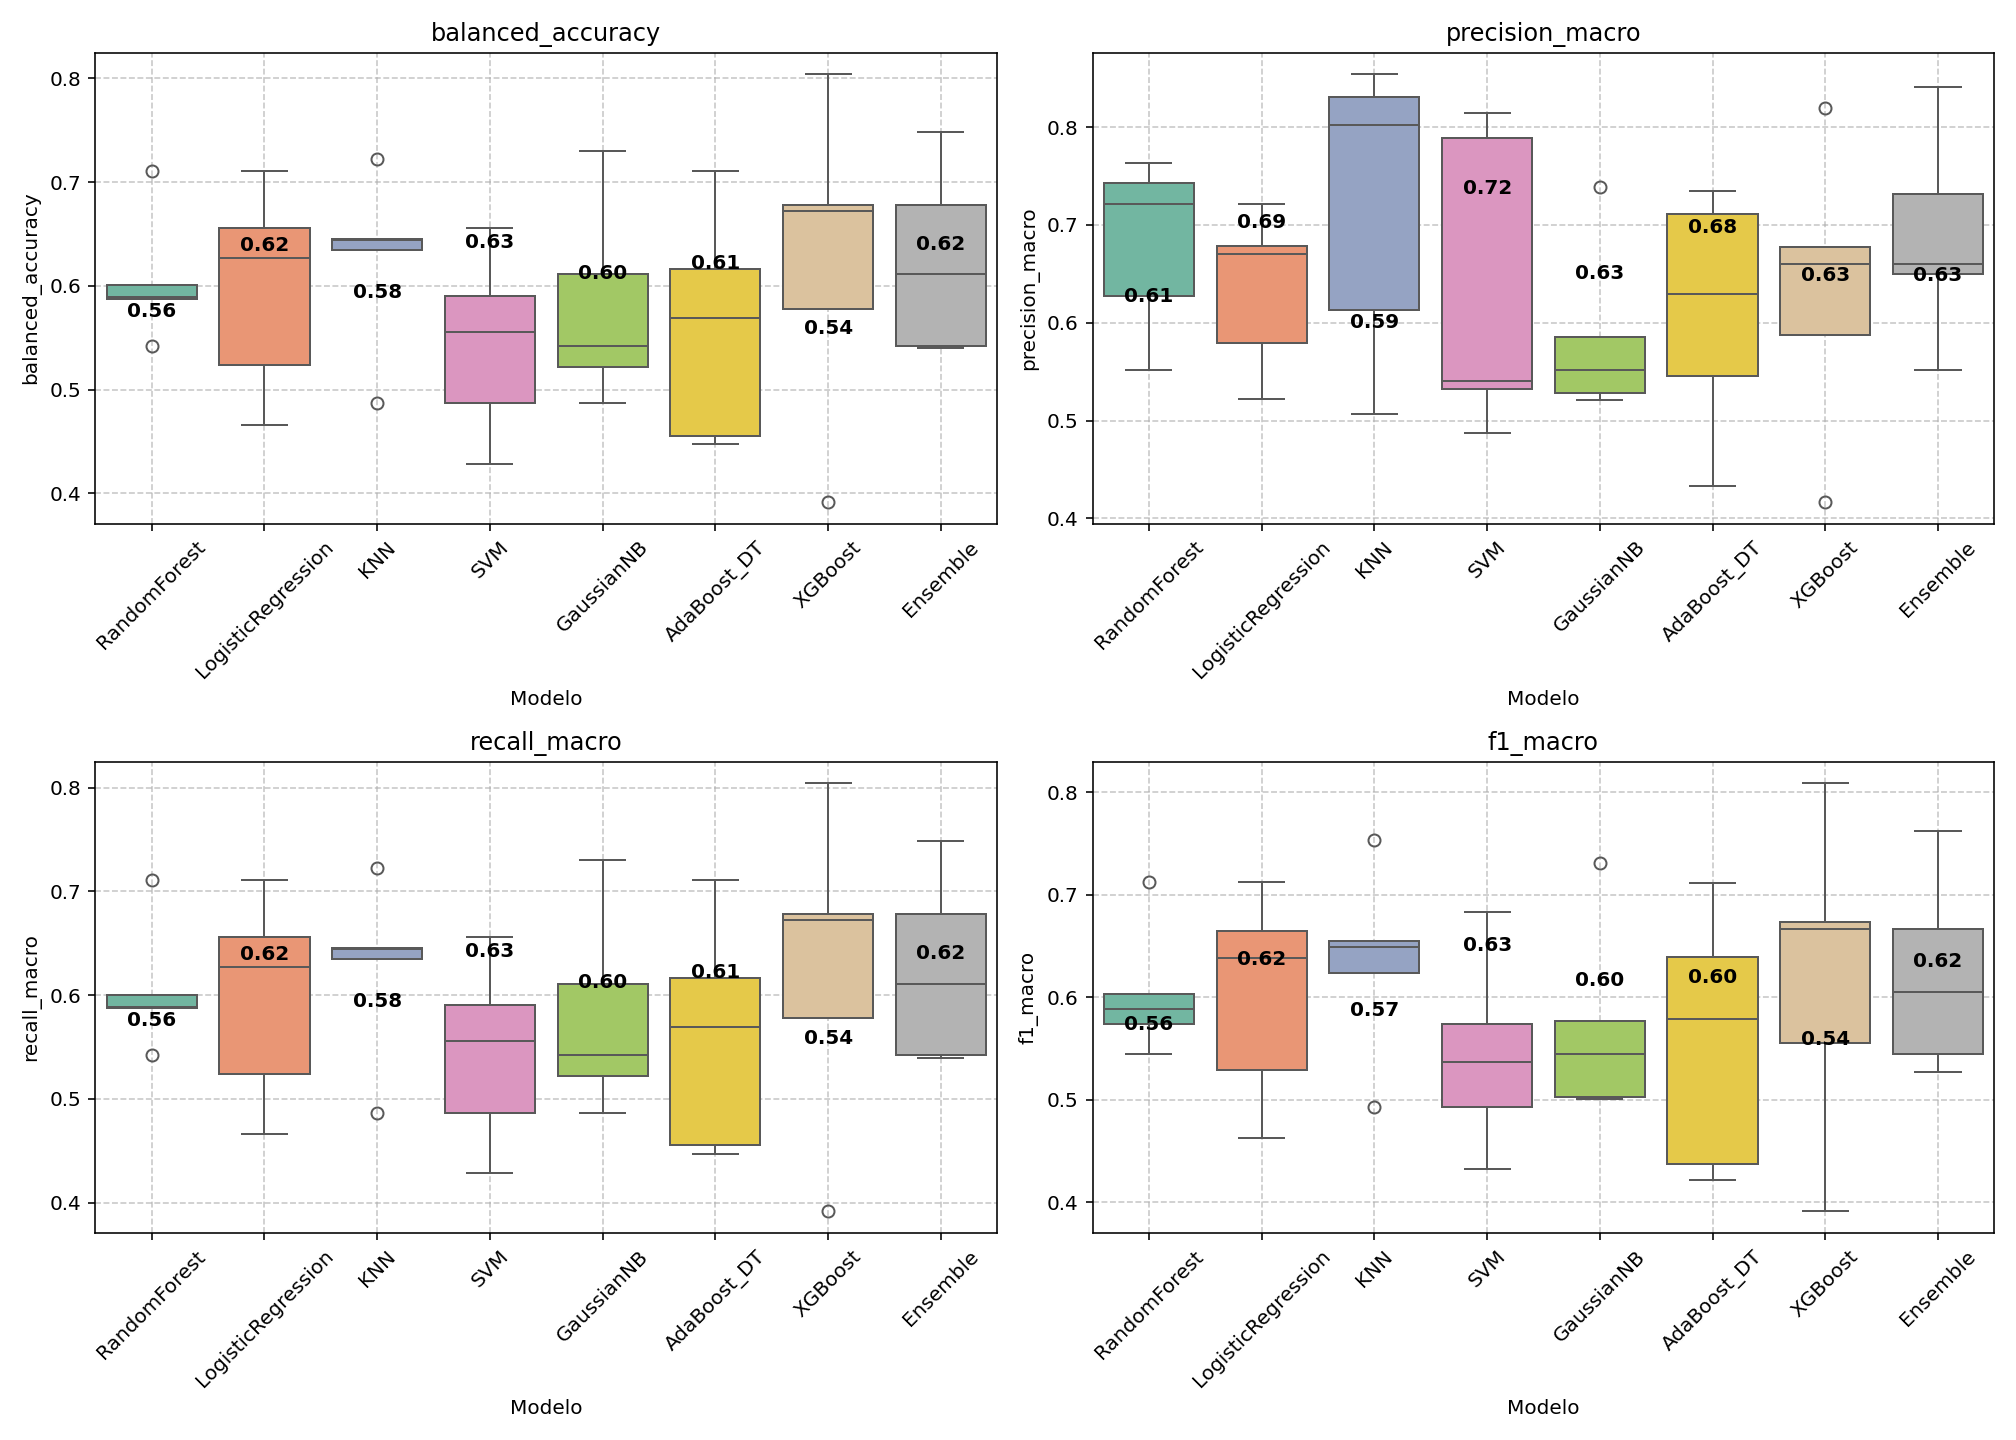 balanced_accuracy
balanced_accuracy
0.8
0.7
0.6
0.5
0.4
0.56
0.62
0.58
0.63
0.60
0.61
0.54
0.62
RandomForest
LogisticRegression
KNN
SVM
GaussianNB
AdaBoost_DT
XGBoost
Ensemble
Modelo
precision_macro
precision_macro
0.8
0.7
0.6
0.5
0.4
0.61
0.69
0.59
0.72
0.63
0.68
0.63
0.63
RandomForest
LogisticRegression
KNN
SVM
GaussianNB
AdaBoost_DT
XGBoost
Ensemble
Modelo
recall_macro
recall_macro
0.8
0.7
0.6
0.5
0.4
0.56
0.62
0.58
0.63
0.60
0.61
0.54
0.62
RandomForest
LogisticRegression
KNN
SVM
GaussianNB
AdaBoost_DT
XGBoost
Ensemble
Modelo
f1_macro
f1_macro
0.8
0.7
0.6
0.5
0.4
0.56
0.62
0.57
0.63
0.60
0.60
0.54
0.62
RandomForest
LogisticRegression
KNN
SVM
GaussianNB
AdaBoost_DT
XGBoost
Ensemble
Modelo